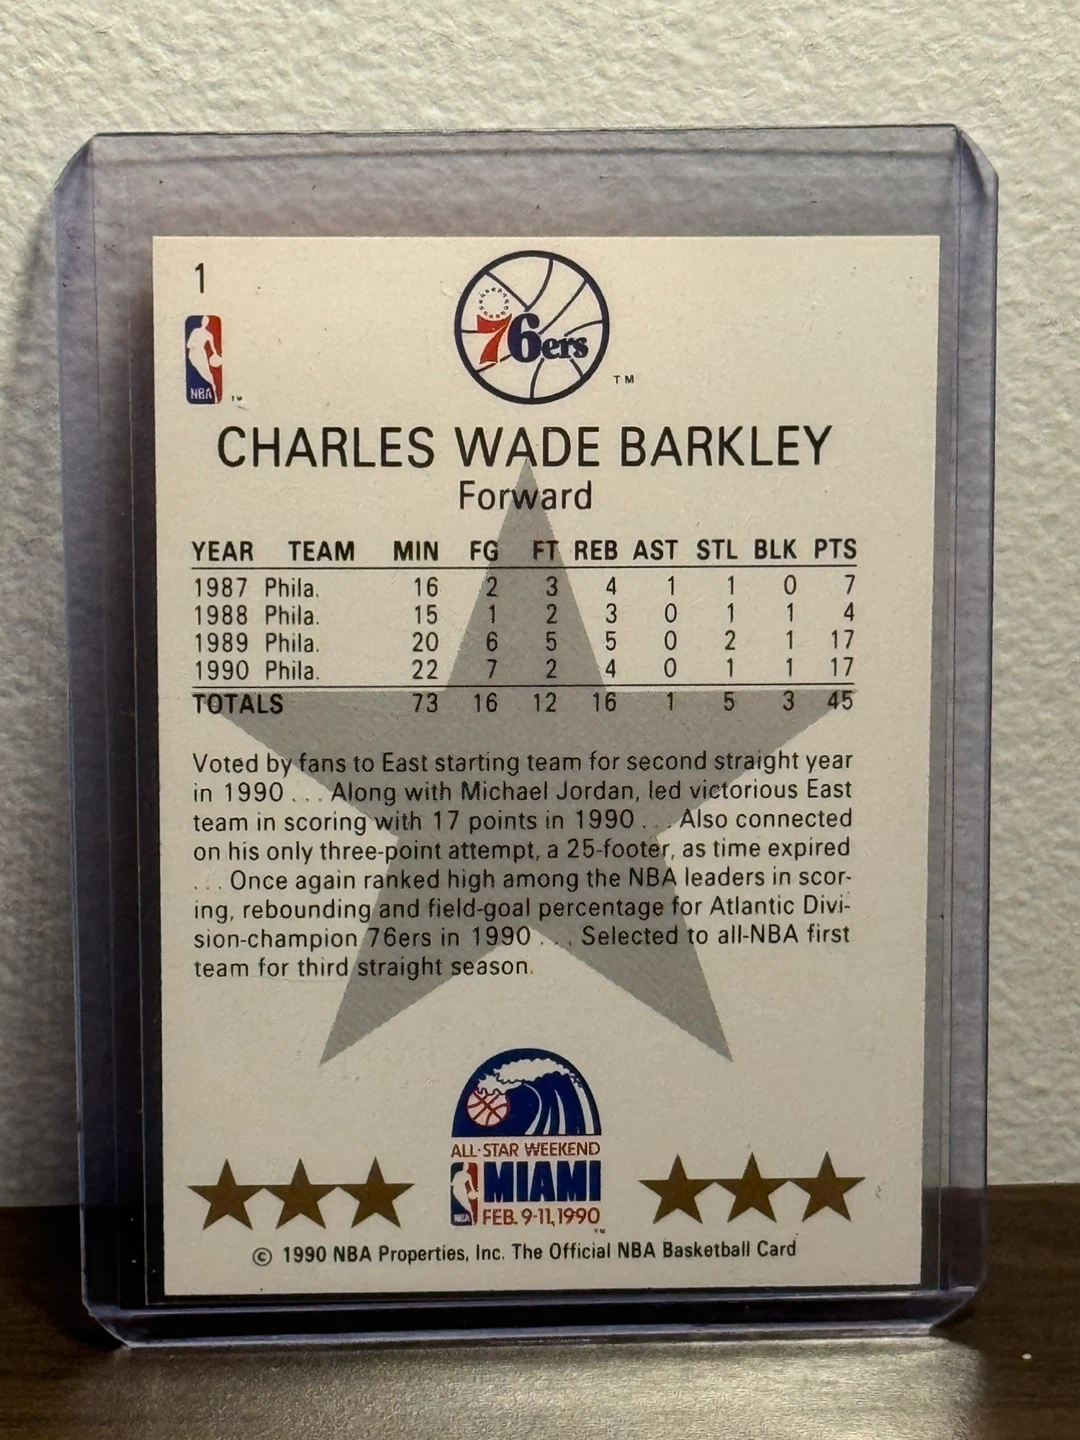 1
76ers
TM
NBA
CHARLES WADE BARKLEY
Forward
YEAR TEAM MIN FG FT REB AST STL BLK PTS
1987 Phila. 16 2 3 4 1 1 0 7
1988 Phila. 15 1 2 3 0 1 1 4
1989 Phila. 20 6 5 5 0 2 1 17
1990 Phila. 22 7 2 4 0 1 1 17
TOTALS 73 16 12 16 1 5 3 45
Voted by fans to East starting team for second straight year
in 1990 . . . Along with Michael Jordan, led victorious East
team in scoring with 17 points in 1990 . . . Also connected
on his only three-point attempt, a 25-footer, as time expired
. . . Once again ranked high among the NBA leaders in scor-
ing, rebounding and field-goal percentage for Atlantic Divi-
sion-champion 76ers in 1990 . . . Selected to all-NBA first
team for third straight season.
ALL-STAR WEEKEND
MIAMI
NBA FEB. 9-11, 1990
© 1990 NBA Properties, Inc. The Official NBA Basketball Card